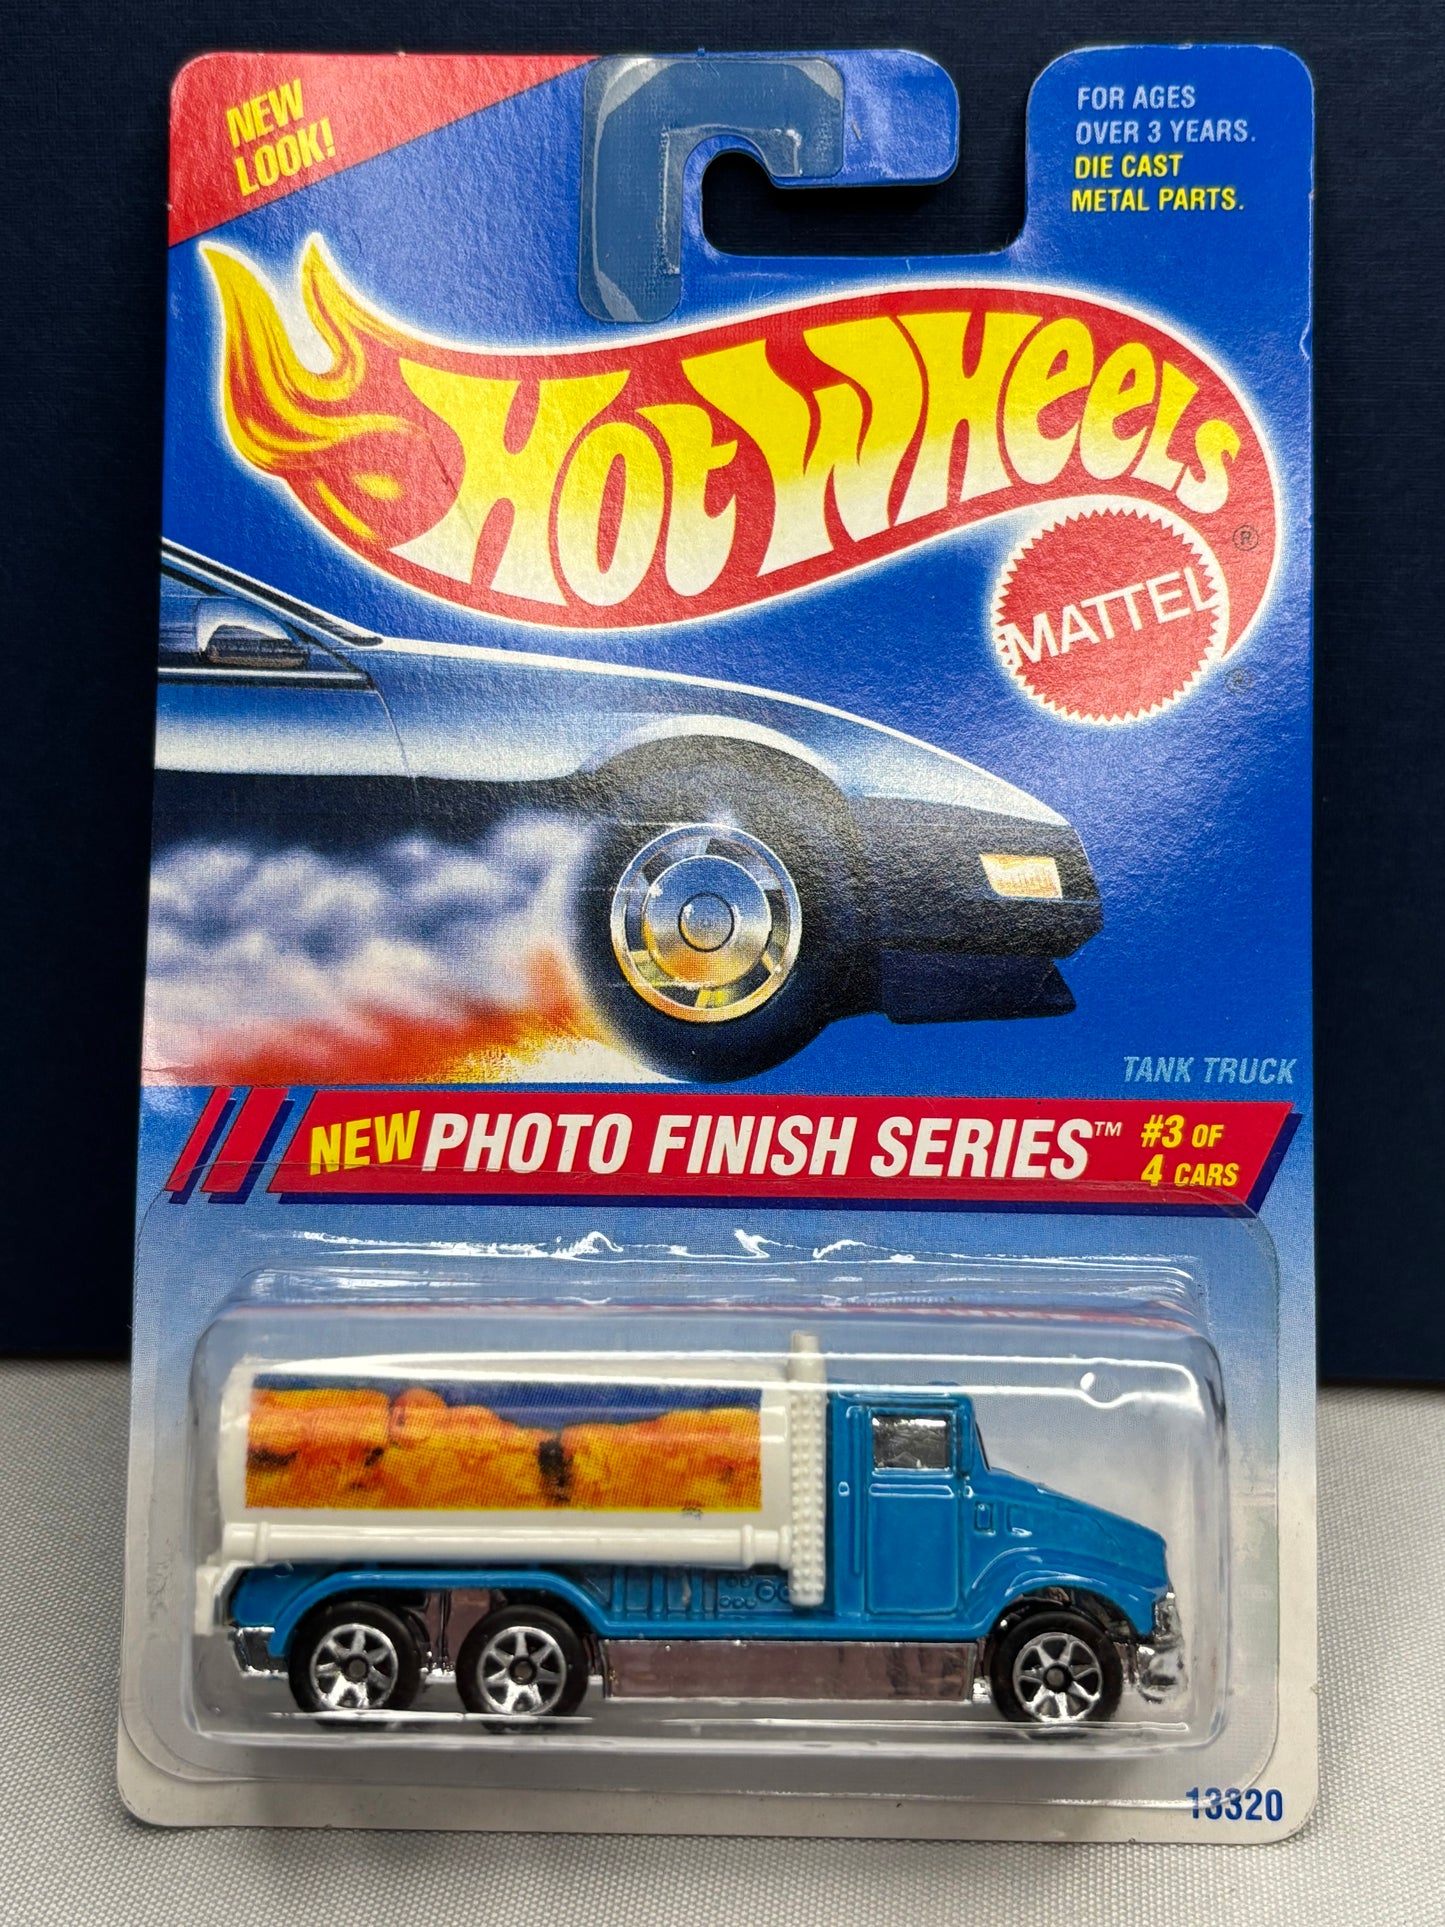 NEW
LOOK!
FOR AGES
OVER 3 YEARS.
DIE CAST
METAL PARTS.
HOT WHEELS
®
MATTEL
®
TANK TRUCK
NEW PHOTO FINISH SERIES™ #3 OF
4 CARS
13320